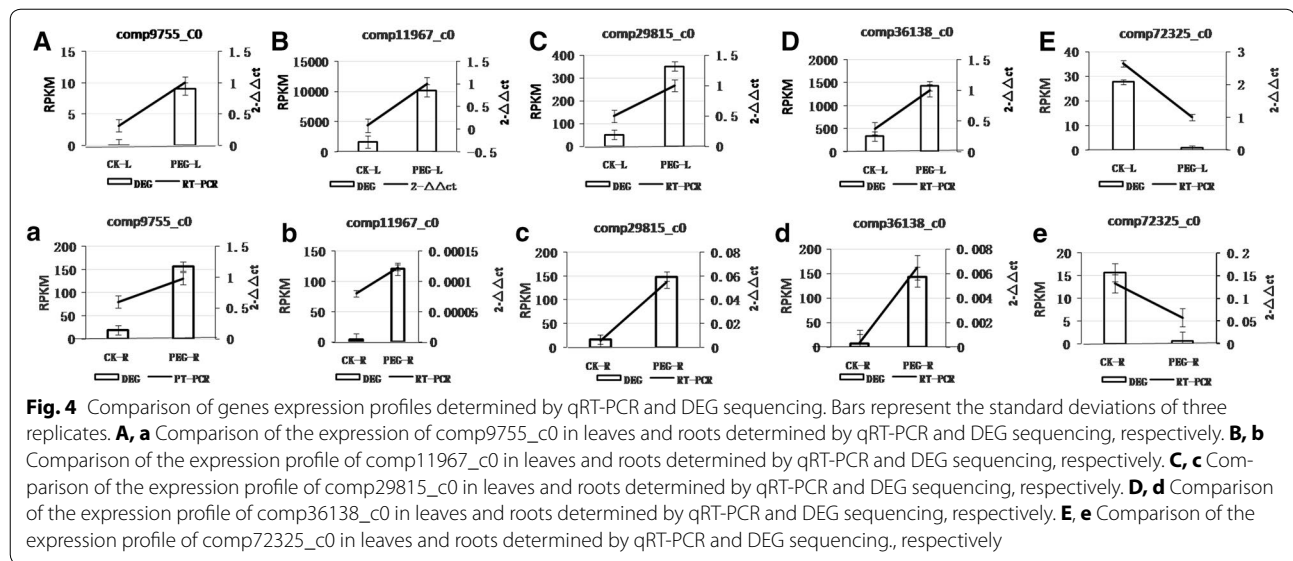 A comp9755_C0
RPKM
15
10
5
0
1.5
1
0.5
0
2-△△ct
CK-L PEG-L
DEG RT-PCR
B comp11967_c0
RPKM
15000
10000
5000
0
1.5
1
0.5
0
-0.5
2-△△ct
CK-L PEG-L
DEG 2-△△ct
C comp29815_c0
RPKM
400
300
200
100
0
1.5
1
0.5
0
2-△△ct
CK-L PEG-L
DEG RT-PCR
D comp36138_c0
RPKM
2000
1500
1000
500
0
1.5
1
0.5
0
2-△△ct
CK-L PEG-L
DEG RT-PCR
E comp72325_c0
RPKM
40
30
20
10
0
3
2
1
0
2-△△ct
CK-L PEG-L
DEG RT-PCR
a comp9755_c0
RPKM
200
150
100
50
0
1.5
1
0.5
0
2-△△ct
CK-R PEG-R
DEG PT-PCR
b comp11967_c0
RPKM
150
100
50
0
0.00015
0.0001
0.00005
0
2-△△ct
CK-R PEG-R
DEG RT-PCR
c comp29815_c0
RPKM
200
150
100
50
0
0.08
0.06
0.04
0.02
0
2-△△ct
CK-R PEG-R
DEG RT-PCR
d comp36138_c0
RPKM
200
150
100
50
0
0.008
0.006
0.004
0.002
0
2-△△ct
CK-R PEG-R
DEG RT-PCR
e comp72325_c0
RPKM
20
15
10
5
0
0.2
0.15
0.1
0.05
0
2-△△ct
CK-R PEG-R
DEG RT-PCR
Fig. 4 Comparison of genes expression profiles determined by qRT-PCR and DEG sequencing. Bars represent the standard deviations of three
replicates. A, a Comparison of the expression of comp9755_c0 in leaves and roots determined by qRT-PCR and DEG sequencing, respectively. B, b
Comparison of the expression profile of comp11967_c0 in leaves and roots determined by qRT-PCR and DEG sequencing, respectively. C, c Com-
parison of the expression profile of comp29815_c0 in leaves and roots determined by qRT-PCR and DEG sequencing, respectively. D, d Comparison
of the expression profile of comp36138_c0 in leaves and roots determined by qRT-PCR and DEG sequencing, respectively. E, e Comparison of the
expression profile of comp72325_c0 in leaves and roots determined by qRT-PCR and DEG sequencing., respectively